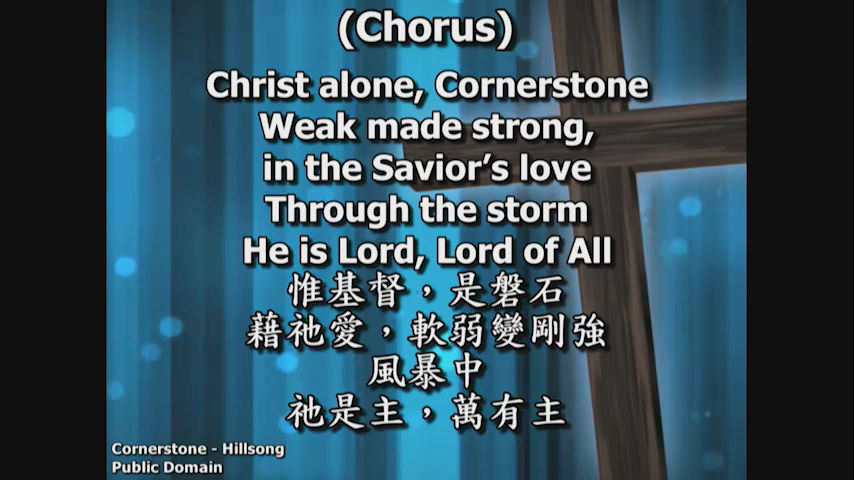 (Chorus)
Christ alone, Cornerstone
Weak made strong,
in the Savior’s love
Through the storm
He is Lord, Lord of All
惟基督，是磐石
藉祂愛，軟弱變剛強
風暴中
祂是主，萬有主
Cornerstone - Hillsong
Public Domain